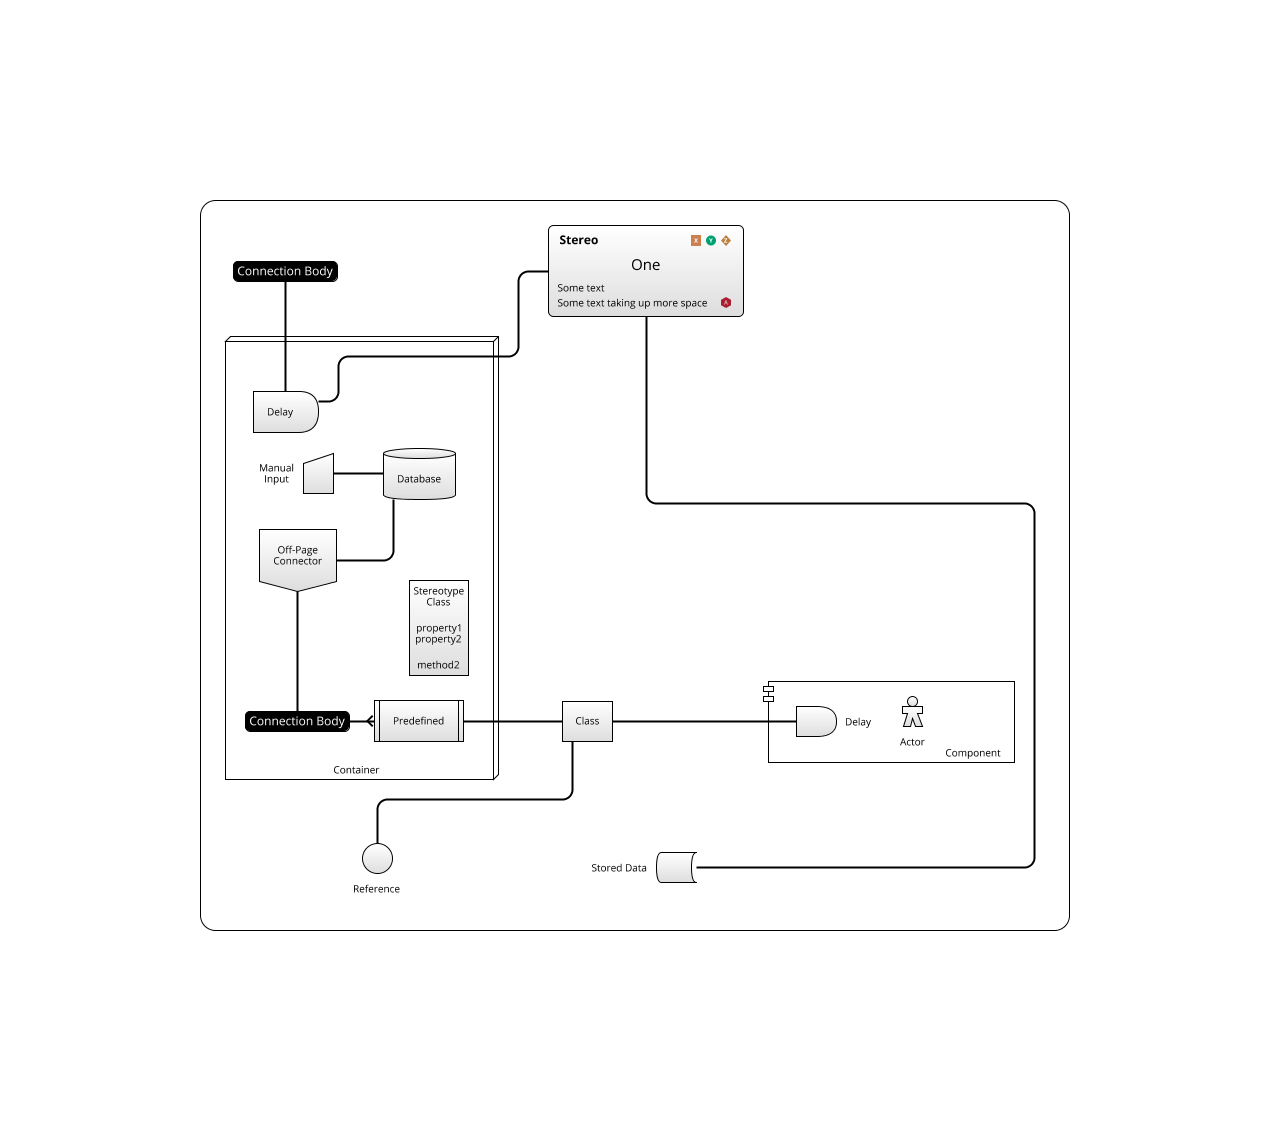 Stereo
X Y Z
One
Some text
Some text taking up more space
A
Connection Body
Delay
Manual
Input
Database
Off-Page
Connector
Stereotype
Class
property1
property2
method2
Connection Body
Predefined
Class
Delay
Actor
Component
Container
Reference
Stored Data